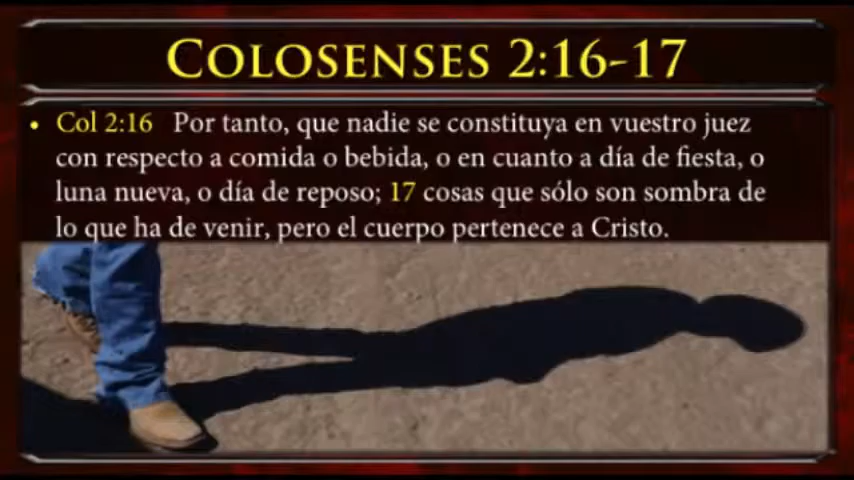 COLOSENSES 2:16-17
• Col 2:16 Por tanto, que nadie se constituya en vuestro juez
con respecto a comida o bebida, o en cuanto a día de fiesta, o
luna nueva, o día de reposo; 17 cosas que sólo son sombra de
lo que ha de venir, pero el cuerpo pertenece a Cristo.